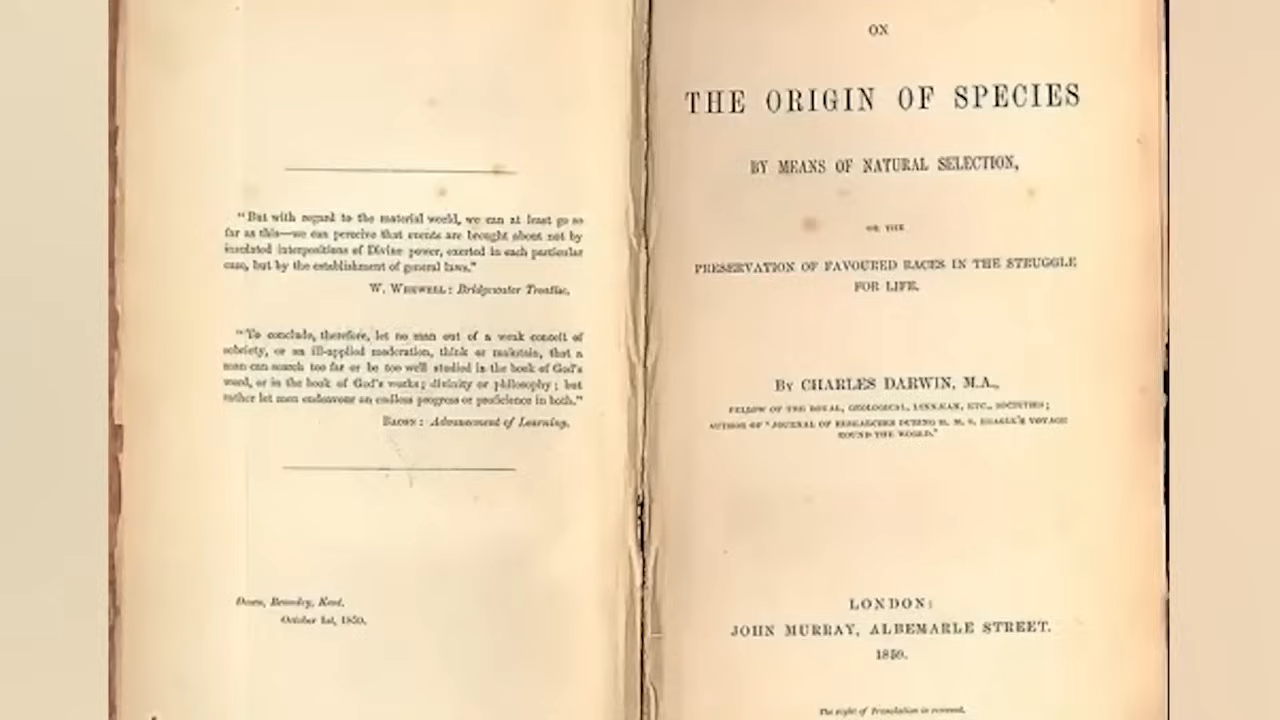 "But with regard to the material world, we can at least go so
far as this—we can perceive that events are brought about not by
insulated interpositions of Divine power, exerted in each particular
case, but by the establishment of general laws."
W. WHEWELL: Bridgewater Treatise.
"To conclude, therefore, let no man out of a weak conceit of
sobriety, or an ill-applied moderation, think or maintain, that a
man can search too far or be too well studied in the book of God's
word, or in the book of God's works; divinity or philosophy; but
rather let men endeavour an endless progress or proficience in both."
BACON: Advancement of Learning.
Down, Bromley, Kent.
October 1st, 1859.
ON
THE ORIGIN OF SPECIES
BY MEANS OF NATURAL SELECTION,
OR THE
PRESERVATION OF FAVOURED RACES IN THE STRUGGLE
FOR LIFE.
BY CHARLES DARWIN, M.A.,
FELLOW OF THE ROYAL, GEOLOGICAL, LINNÆAN, ETC., SOCIETIES;
AUTHOR OF "JOURNAL OF RESEARCHES DURING H. M. S. BEAGLE'S VOYAGE
ROUND THE WORLD."
LONDON:
JOHN MURRAY, ALBEMARLE STREET.
1859.
The right of Translation is reserved.